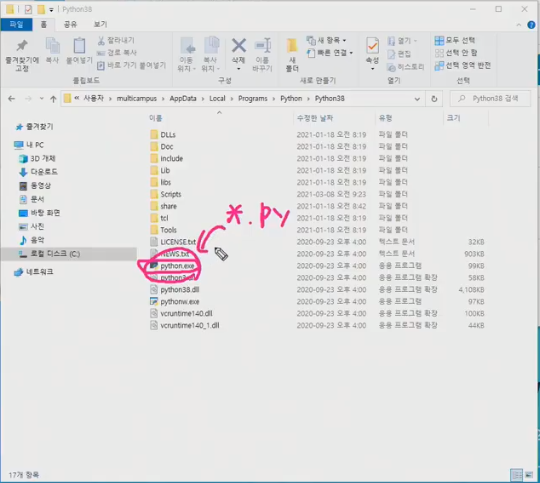 Python38
파일 홈 공유 보기
즐겨찾기에 고정
복사
붙여넣기
잘라내기
경로 복사
바로 가기 붙여넣기
클립보드
이동 위치
복사 위치
삭제
이름 바꾸기
구성
새 폴더
새 항목
빠른 연결
새로 만들기
속성
열기
편집
히스토리
열기
모두 선택
선택 안 함
선택 영역 반전
선택
« 사용자 › multicampus › AppData › Local › Programs › Python › Python38
Python38 검색
즐겨찾기
내 PC
3D 개체
다운로드
동영상
문서
바탕 화면
사진
음악
로컬 디스크 (C:)
네트워크
이름 수정한 날짜 유형 크기
DLLs 2021-01-18 오전 8:19 파일 폴더
Doc 2021-01-18 오전 8:19 파일 폴더
include 2021-01-18 오전 8:19 파일 폴더
Lib 2021-01-18 오전 8:19 파일 폴더
libs 2021-01-18 오전 8:19 파일 폴더
Scripts 2021-03-08 오전 9:23 파일 폴더
share 2021-01-18 오전 8:42 파일 폴더
tcl 2021-01-18 오전 8:19 파일 폴더
Tools 2021-01-18 오전 8:19 파일 폴더
LICENSE.txt 2020-09-23 오후 4:00 텍스트 문서 32KB
NEWS.txt 2020-09-23 오후 4:00 텍스트 문서 903KB
python.exe 2020-09-23 오후 4:00 응용 프로그램 99KB
python3.dll 2020-09-23 오후 4:00 응용 프로그램 확장 58KB
python38.dll 2020-09-23 오후 4:00 응용 프로그램 확장 4,108KB
pythonw.exe 2020-09-23 오후 4:00 응용 프로그램 97KB
vcruntime140.dll 2020-09-23 오후 4:00 응용 프로그램 확장 100KB
vcruntime140_1.dll 2020-09-23 오후 4:00 응용 프로그램 확장 44KB
*.py
17개 항목